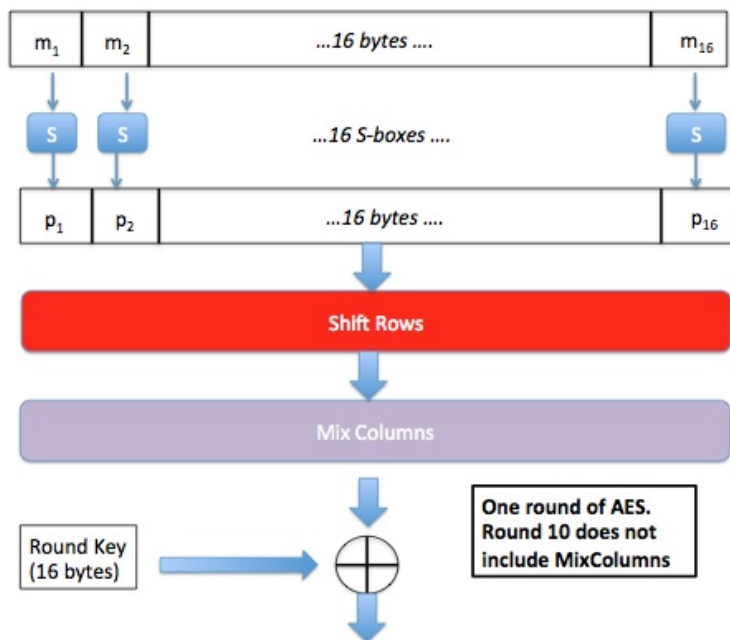 m1 m2 ...16 bytes .... m16
S S ...16 S-boxes .... S
p1 p2 ...16 bytes .... p16
Shift Rows
Mix Columns
One round of AES.
Round 10 does not
include MixColumns
Round Key
(16 bytes)